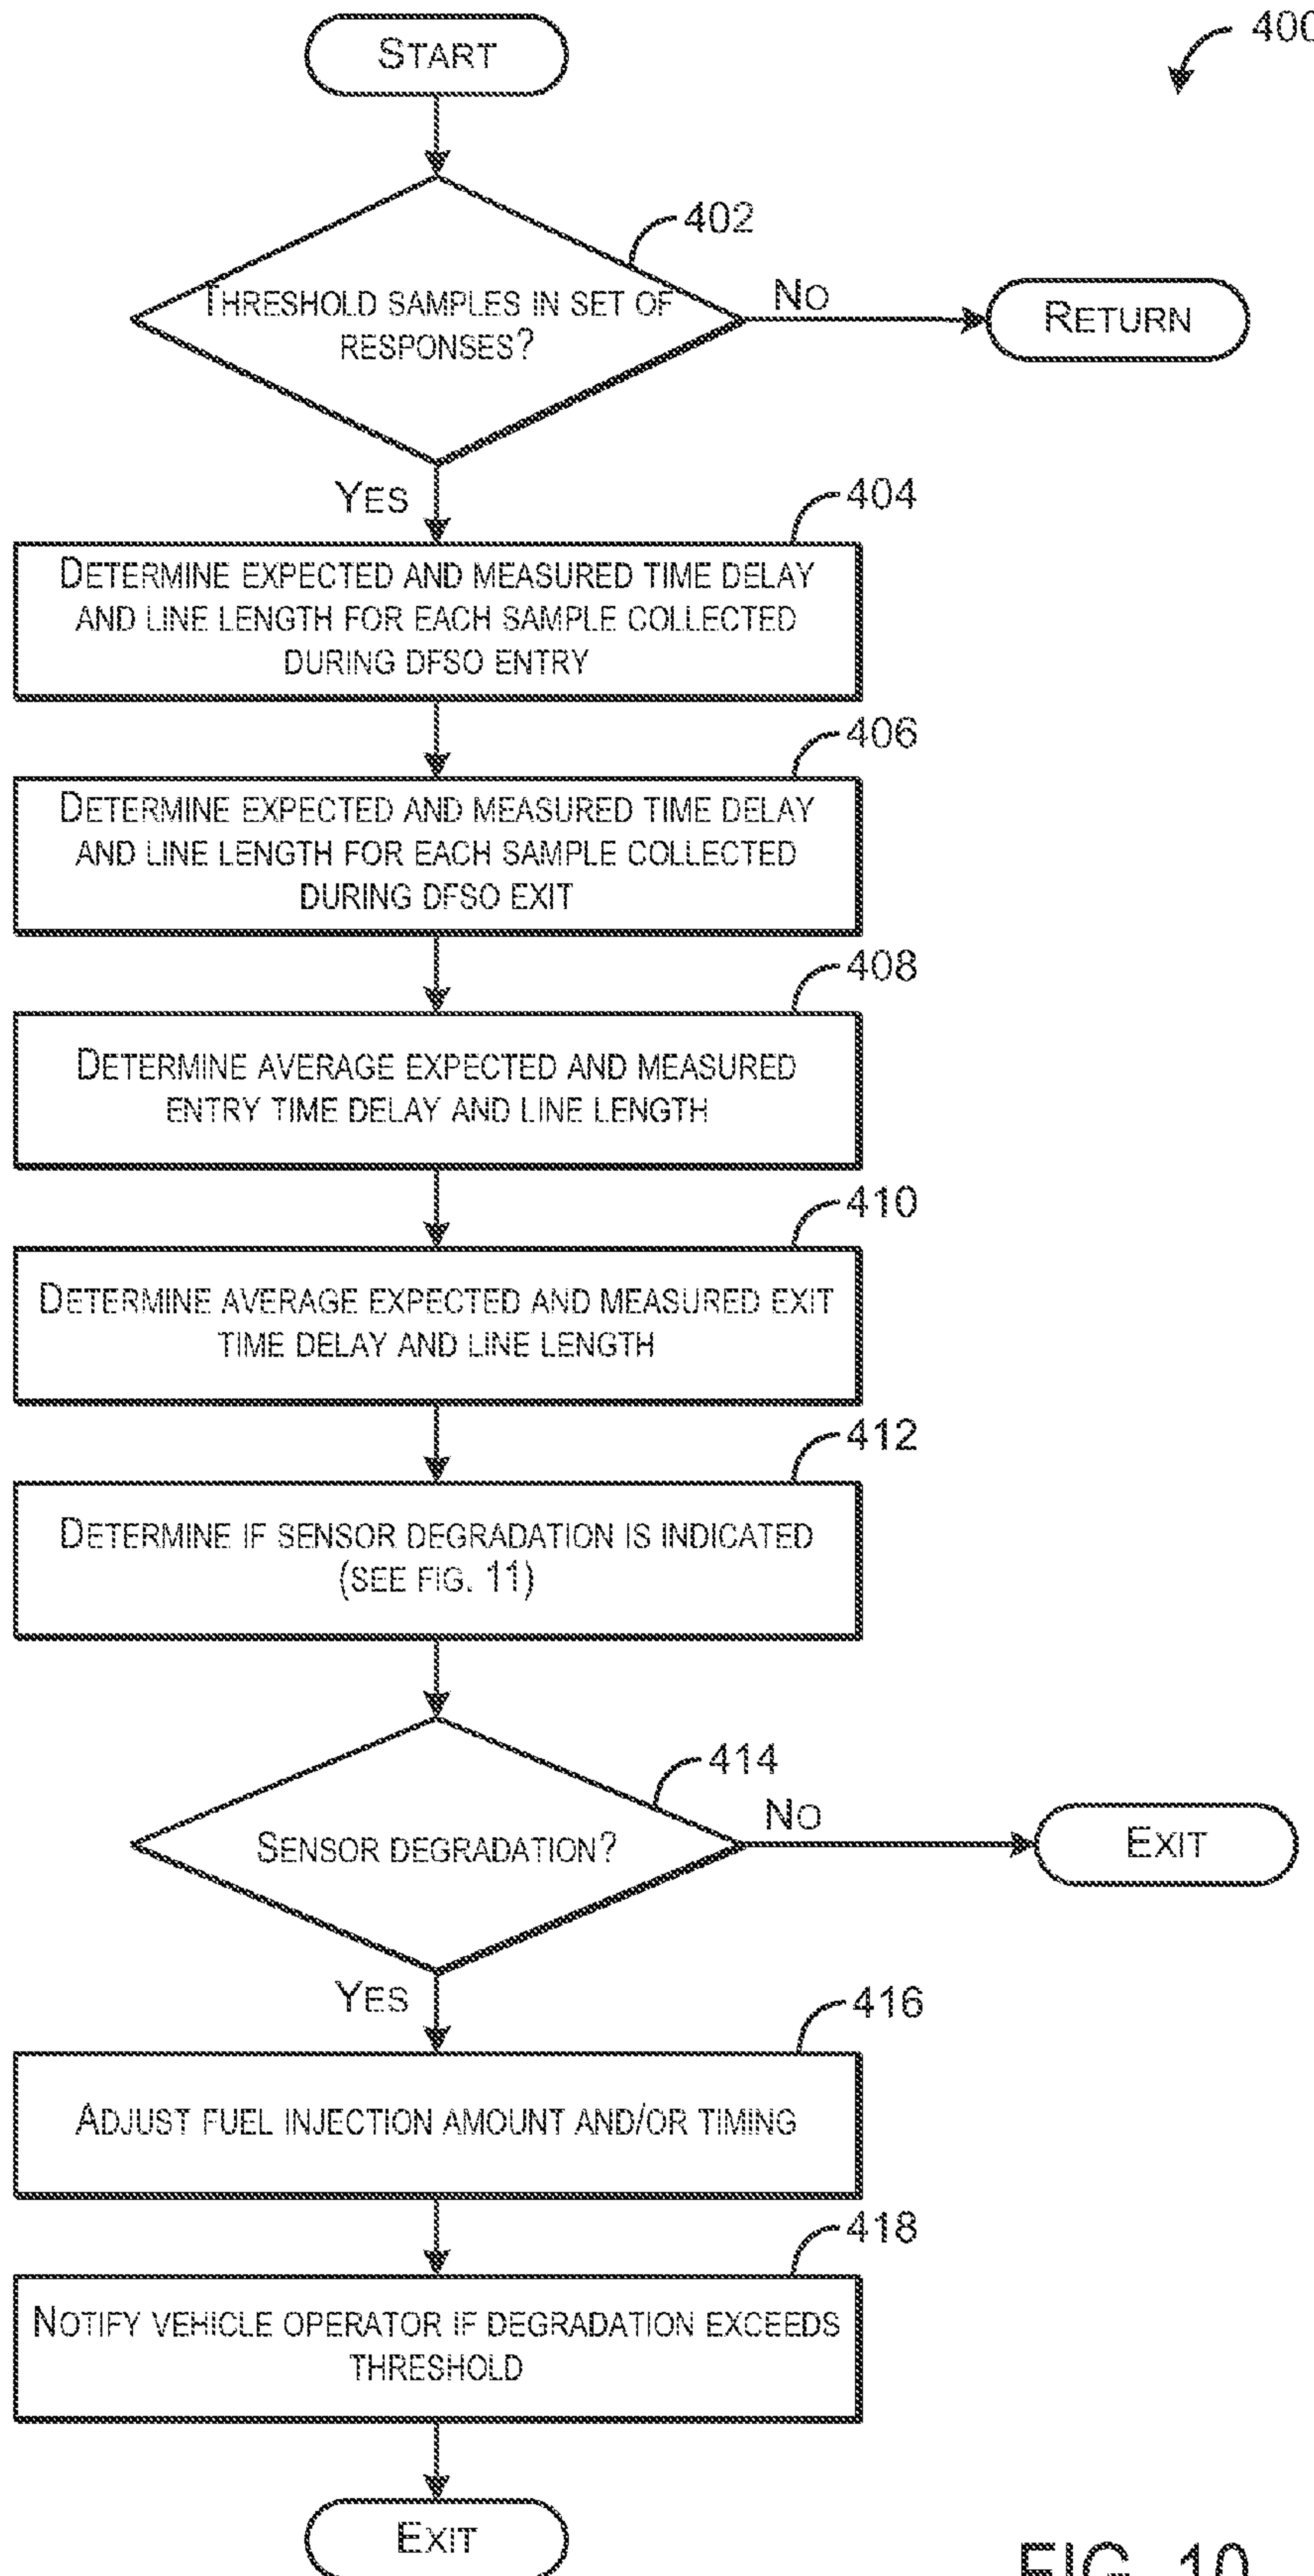 START
400
402
THRESHOLD SAMPLES IN SET OF
RESPONSES?
NO
RETURN
YES
404
DETERMINE EXPECTED AND MEASURED TIME DELAY
AND LINE LENGTH FOR EACH SAMPLE COLLECTED
DURING DFSO ENTRY
406
DETERMINE EXPECTED AND MEASURED TIME DELAY
AND LINE LENGTH FOR EACH SAMPLE COLLECTED
DURING DFSO EXIT
408
DETERMINE AVERAGE EXPECTED AND MEASURED
ENTRY TIME DELAY AND LINE LENGTH
410
DETERMINE AVERAGE EXPECTED AND MEASURED EXIT
TIME DELAY AND LINE LENGTH
412
DETERMINE IF SENSOR DEGRADATION IS INDICATED
(SEE FIG. 11)
414
SENSOR DEGRADATION?
NO
EXIT
YES
416
ADJUST FUEL INJECTION AMOUNT AND/OR TIMING
418
NOTIFY VEHICLE OPERATOR IF DEGRADATION EXCEEDS
THRESHOLD
EXIT
FIG. 10